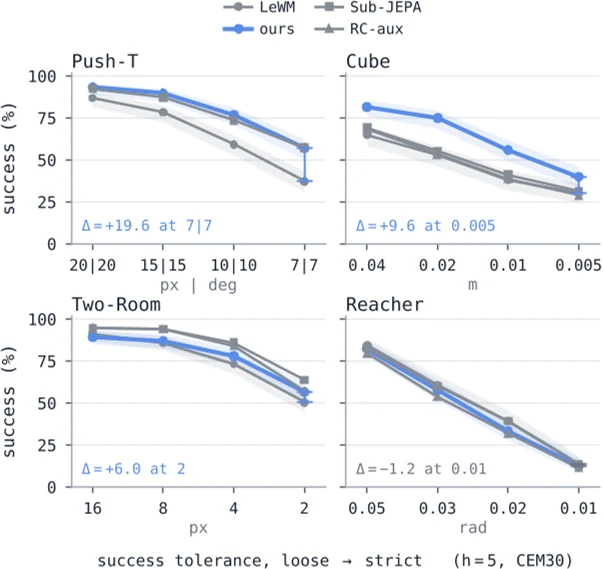 LeWM Sub-JEPA
ours RC-aux
Push-T Cube
success (%)
100
75
50
25
0
Δ=+19.6 at 7|7
Δ=+9.6 at 0.005
20|20 15|15 10|10 7|7
0.04 0.02 0.01 0.005
px | deg
m
Two-Room Reacher
success (%)
100
75
50
25
0
Δ=+6.0 at 2
Δ=−1.2 at 0.01
16 8 4 2
0.05 0.03 0.02 0.01
px
rad
success tolerance, loose → strict (h=5, CEM30)